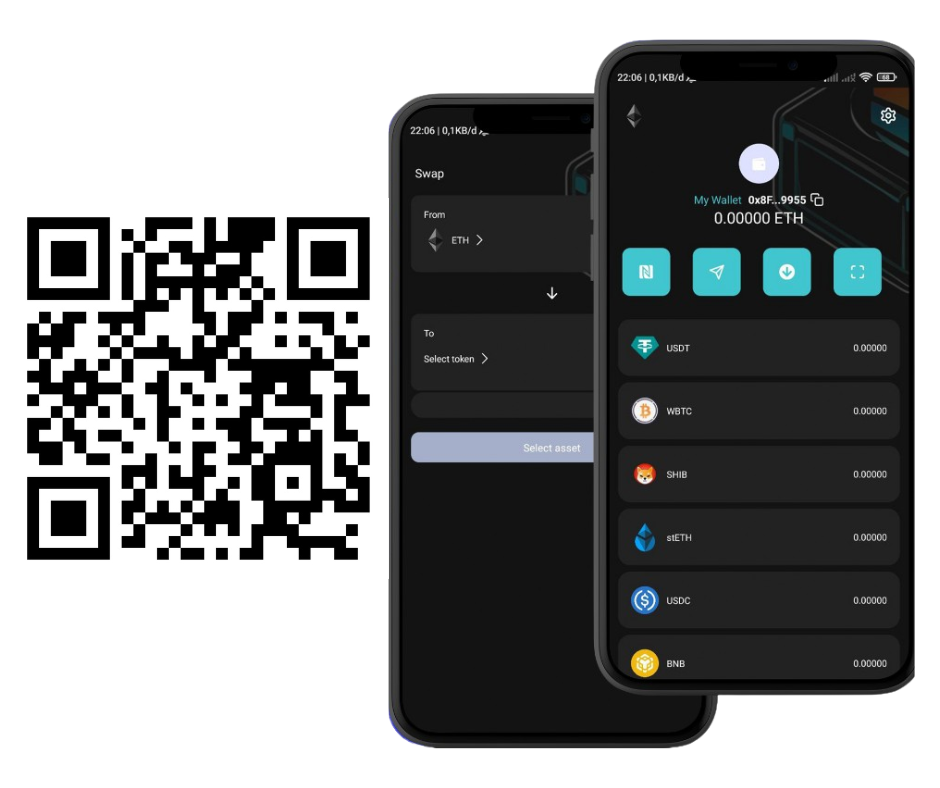 22:06 | 0,1KB/d
Swap
From
ETH
To
Select token
Select asset
22:06 | 0,1KB/d
68
My Wallet 0x8F...9955
0.00000 ETH
USDT 0.00000
WBTC 0.00000
SHIB 0.00000
stETH 0.00000
USDC 0.00000
BNB 0.00000